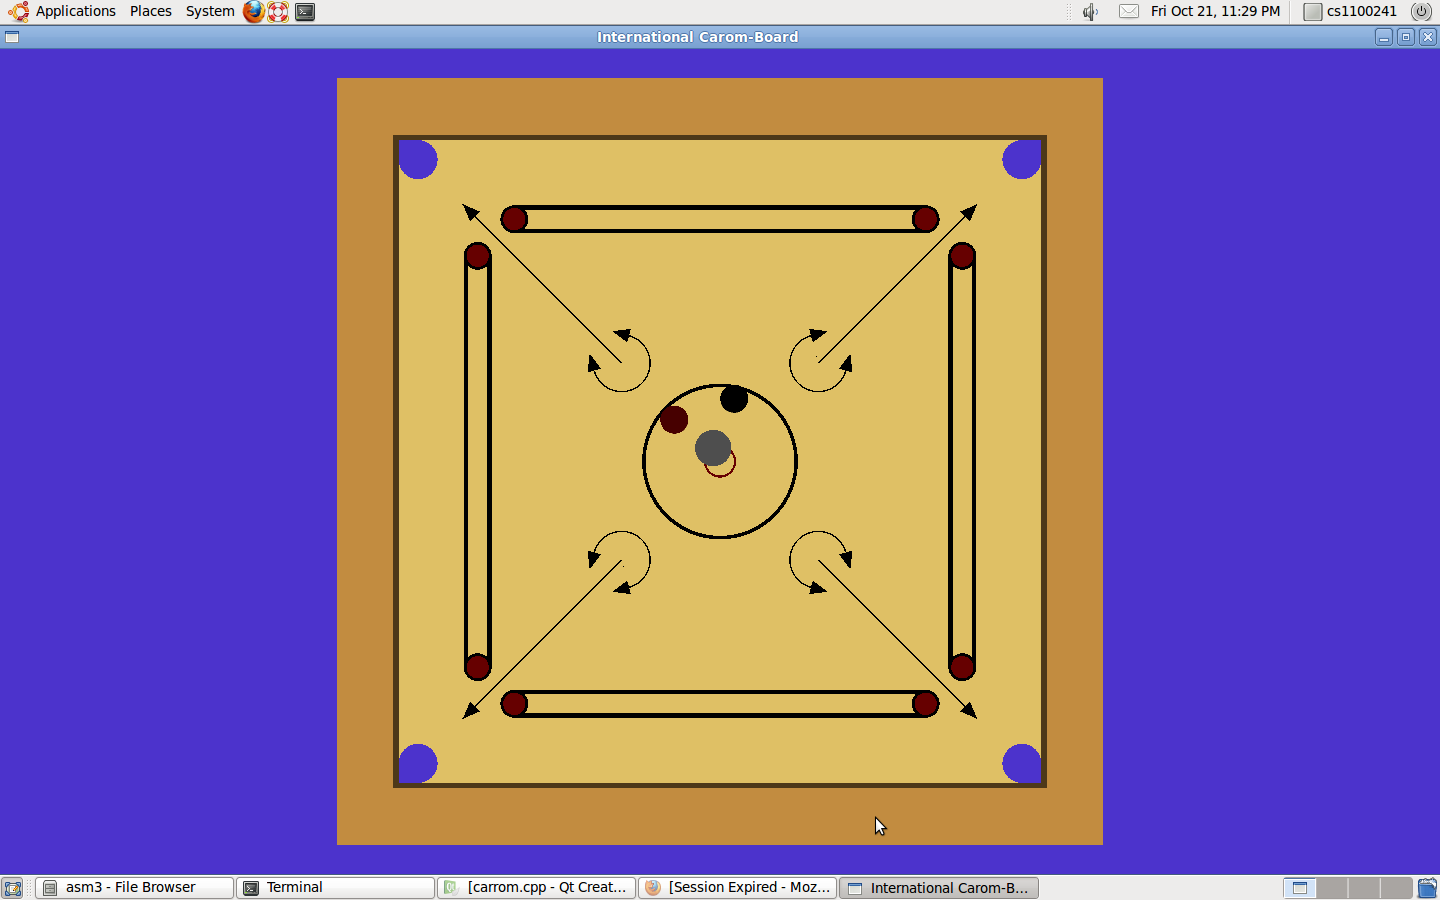 Applications Places System
Fri Oct 21, 11:29 PM
cs1100241
International Carom-Board
asm3 - File Browser
Terminal
[carrom.cpp - Qt Creat...
[Session Expired - Moz...
International Carom-B...